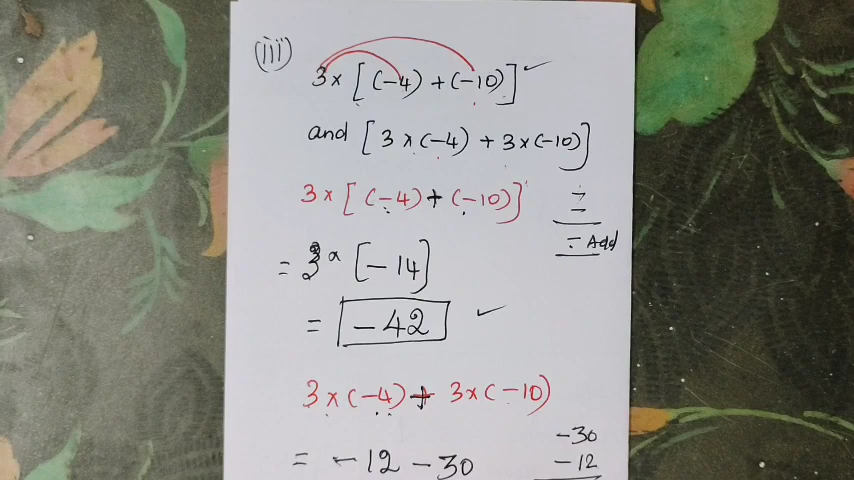 (iii)
3 × [(-4) + (-10)] ✓
and [3 × (-4) + 3 × (-10)]
3 × [(-4) + (-10)]
-
-
- Add
= 3 × [-14]
= -42 ✓
3 × (-4) + 3 × (-10)
= -12 - 30
-30
-12